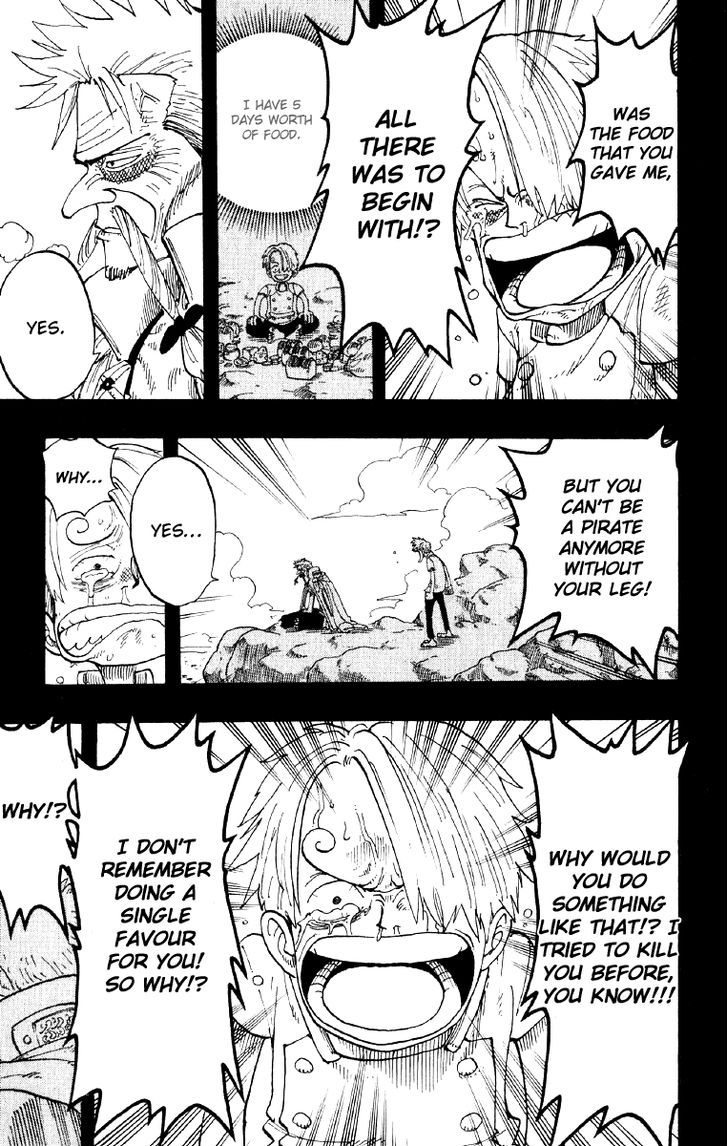 WAS
THE FOOD
THAT YOU
GAVE ME,
ALL
THERE
WAS TO
BEGIN
WITH!?
I HAVE 5
DAYS WORTH
OF FOOD.
YES.
BUT YOU
CAN'T BE
A PIRATE
ANYMORE
WITHOUT
YOUR LEG!
YES...
WHY...
WHY WOULD
YOU DO
SOMETHING
LIKE THAT!? I
TRIED TO KILL
YOU BEFORE,
YOU KNOW!!!
I DON'T
REMEMBER
DOING A
SINGLE
FAVOUR
FOR YOU!
SO WHY!?
WHY!?